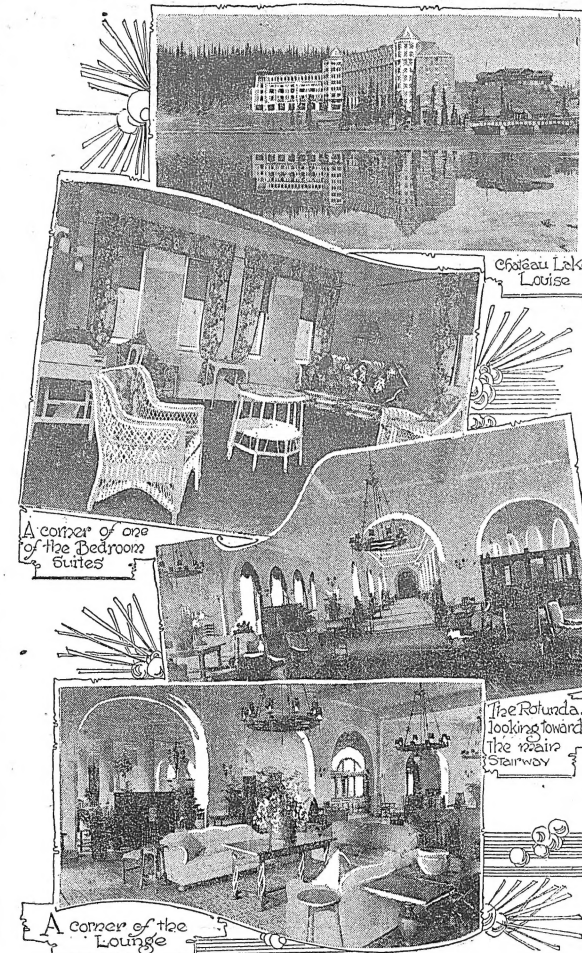 Chateau Lak
Louise
A corner of one
of the Bedroom
Suites
The Rotunda,
looking toward
the main
Stairway
A corner of the
Lounge